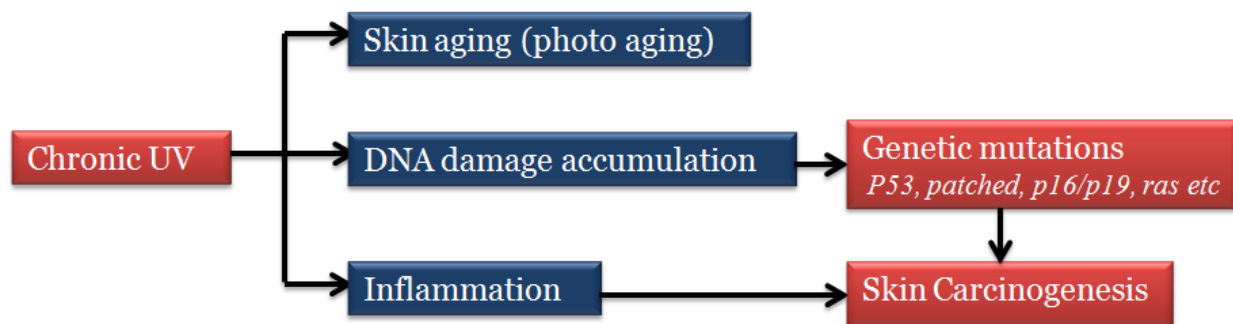 Skin aging (photo aging)
Chronic UV
DNA damage accumulation
Genetic mutations
P53, patched, p16/p19, ras etc
Inflammation
Skin Carcinogenesis